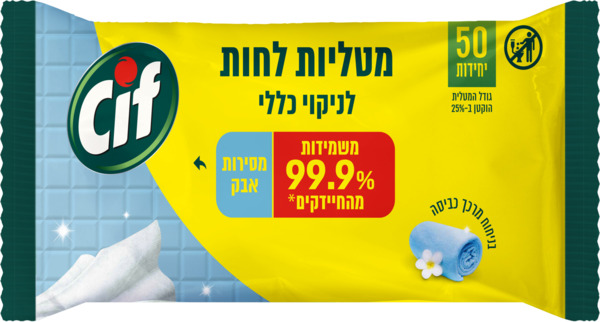 Cif
מטליות לחות
לניקוי כללי
50
יחידות
גודל המטלית
הוקטן ב-25%
משמידות
99.9%
מהחיידקים*
מסירות
אבק
בניחוח מרכך כביסה